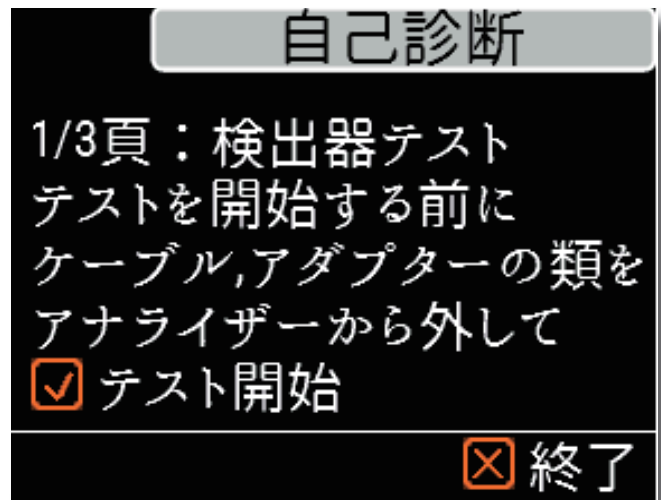 自己診断
1/3頁：検出器テスト
テストを開始する前に
ケーブル,アダプターの類を
アナライザーから外して
テスト開始
終了